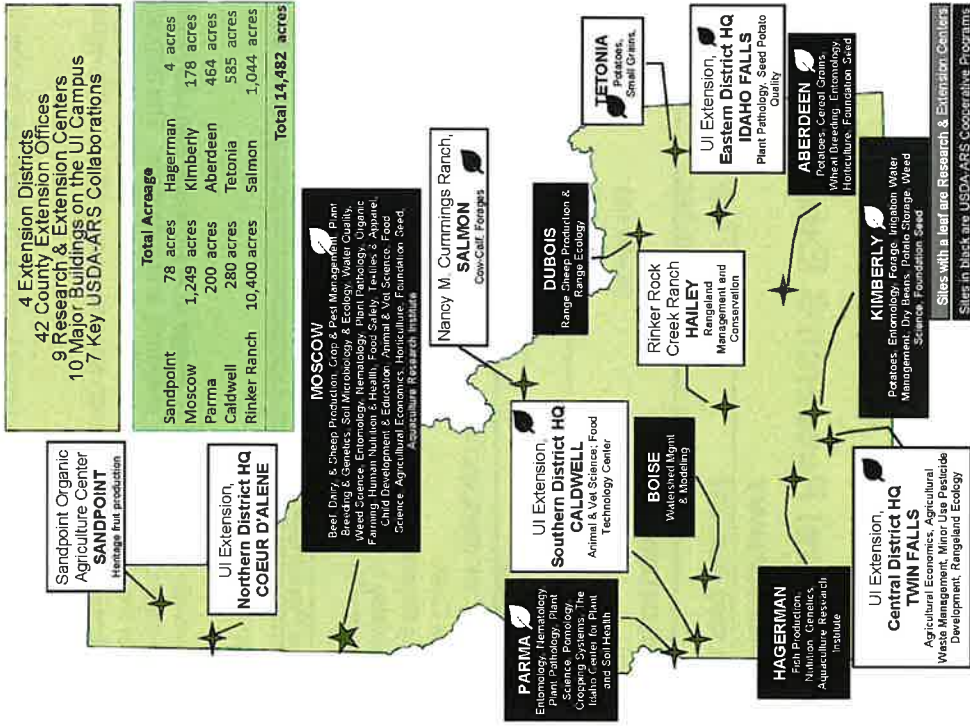 4 Extension Districts
42 County Extension Offices
9 Research & Extension Centers
10 Major Buildings on the UI Campus
7 Key USDA-ARS Collaborations
Total Acreage
Sandpoint 78 acres Hagerman 4 acres
Moscow 1,249 acres Kimberly 178 acres
Parma 200 acres Aberdeen 464 acres
Caldwell 280 acres Tetonia 585 acres
Rinker Ranch 10,400 acres Salmon 1,044 acres
Total 14,482 acres
Sandpoint Organic
Agriculture Center
SANDPOINT
Heritage fruit production
UI Extension,
Northern District HQ
COEUR D'ALENE
MOSCOW
Beef, Dairy, & Sheep Production, Crop & Pest Management, Plant
Breeding & Genetics, Soil Microbiology & Ecology, Water Quality,
Weed Science, Entomology, Nematology, Plant Pathology, Organic
Farming, Human Nutrition & Health, Food Safety, Textiles & Apparel,
Child Development & Education, Animal & Vet Science, Food
Science, Agricultural Economics, Horticulture, Foundation Seed,
Aquaculture Research Institute
Nancy M. Cummings Ranch,
SALMON
Cow-Calf, Forages
TETONIA
Potatoes,
Small Grains,
DUBOIS
Range Sheep Production &
Range Ecology
UI Extension,
Eastern District HQ
IDAHO FALLS
Plant Pathology, Seed Potato
Quality
Rinker Rock
Creek Ranch
HAILEY
Rangeland
Management and
Conservation
ABERDEEN
Potatoes, Cereal Grains,
Wheat Breeding, Entomology,
Horticulture, Foundation Seed
UI Extension,
Southern District HQ
CALDWELL
Animal & Vet Science; Food
Technology Center
BOISE
Watershed Mgmt
& Modeling
PARMA
Entomology, Nematology,
Plant Pathology, Plant
Science, Pomology,
Cropping Systems, The
Idaho Center for Plant
and Soil Health
HAGERMAN
Fish Production,
Nutrition, Genetics,
Aquaculture Research
Institute
UI Extension,
Central District HQ
TWIN FALLS
Agricultural Economics, Agricultural
Waste Management, Minor Use Pesticide
Development, Rangeland Ecology
KIMBERLY
Potatoes, Entomology, Forage, Irrigation Water
Management, Dry Beans, Potato Storage, Weed
Science, Foundation Seed
Sites with a leaf are Research & Extension Centers
Sites in black are USDA-ARS Cooperative Programs